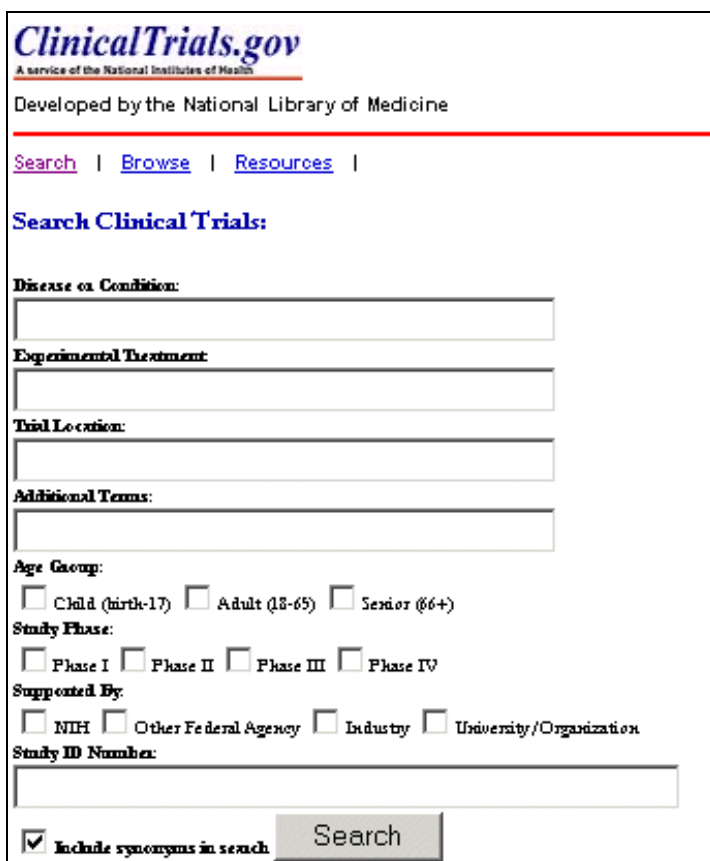 ClinicalTrials.gov
A service of the National Institutes of Health
Developed by the National Library of Medicine
Search | Browse | Resources |
Search Clinical Trials:
Disease or Condition:
Experimental Treatment:
Trial Location:
Additional Terms:
Age Group:
Child (birth-17) Adult (18-65) Senior (66+)
Study Phase:
Phase I Phase II Phase III Phase IV
Supported By:
NIH Other Federal Agency Industry University/Organization
Study ID Number:
Include synonyms in search Search